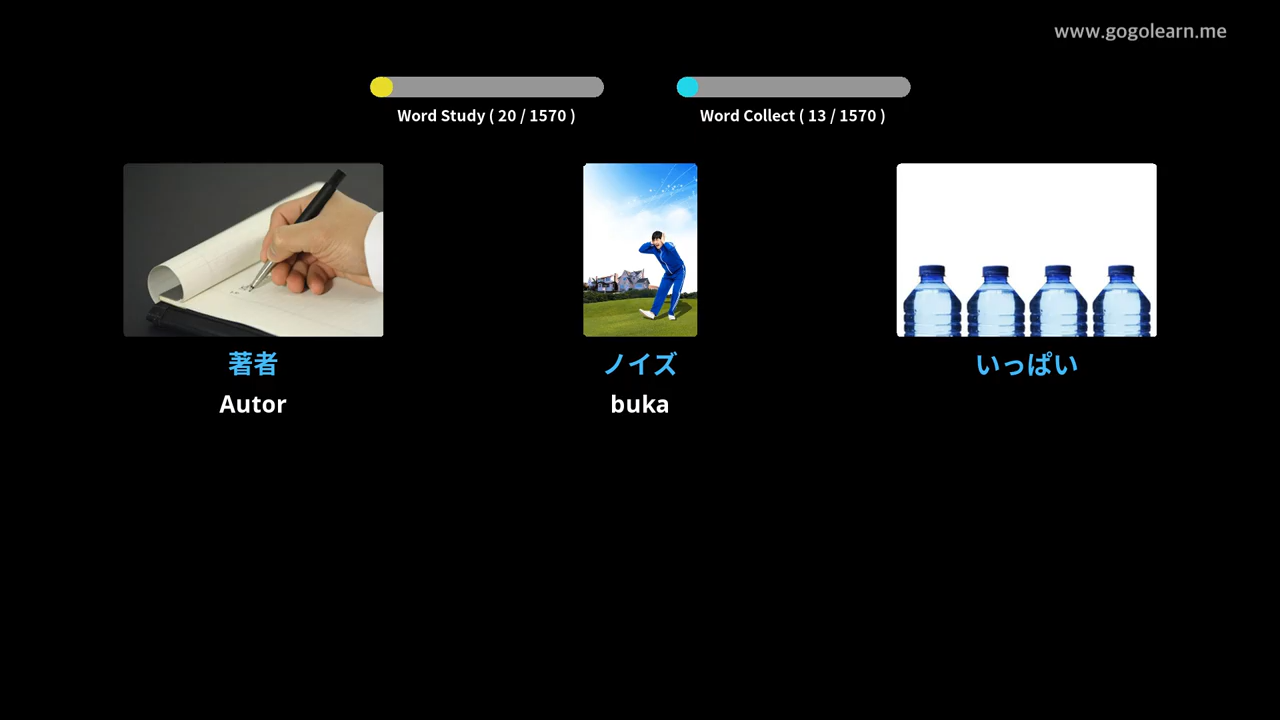 www.gogolearn.me
Word Study ( 20 / 1570 )
Word Collect ( 13 / 1570 )
著者
Autor
ノイズ
buka
いっぱい